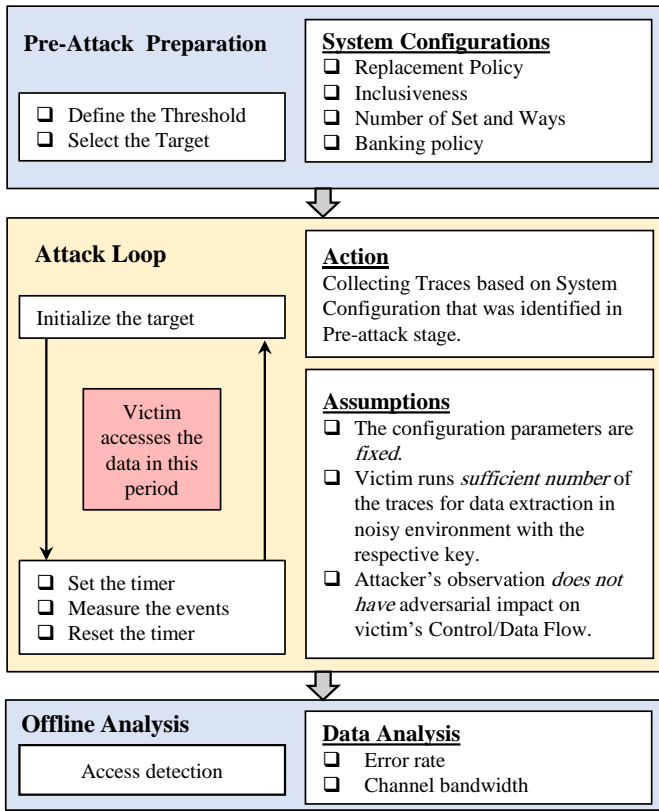 Pre-Attack Preparation
❑ Define the Threshold
❑ Select the Target
System Configurations
❑ Replacement Policy
❑ Inclusiveness
❑ Number of Set and Ways
❑ Banking policy
Attack Loop
Initialize the target
Victim
accesses the
data in this
period
❑ Set the timer
❑ Measure the events
❑ Reset the timer
Action
Collecting Traces based on System
Configuration that was identified in
Pre-attack stage.
Assumptions
❑ The configuration parameters are
fixed.
❑ Victim runs sufficient number of
the traces for data extraction in
noisy environment with the
respective key.
❑ Attacker's observation does not
have adversarial impact on
victim's Control/Data Flow.
Offline Analysis
Access detection
Data Analysis
❑ Error rate
❑ Channel bandwidth